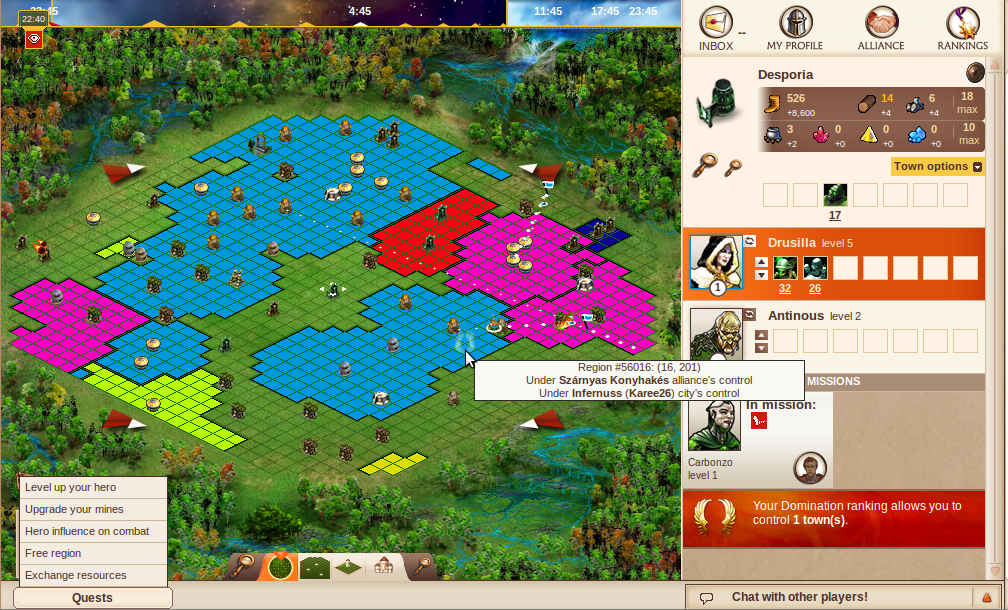 23:45
4:45
11:45
17:45
23:45
22:40
INBOX
--
MY PROFILE
ALLIANCE
RANKINGS
Desporia
526
+8,600
14
+4
6
+4
18
max
3
+2
0
+0
0
+0
0
+0
10
max
Town options
17
Drusilla level 5
1
32
26
Antinous level 2
Region #56016: (16, 201)
Under Szárnyas Konyhakés alliance's control
Under Infernuss (Karee26) city's control
MISSIONS
In mission:
Carbonzo
level 1
Your Domination ranking allows you to
control 1 town(s).
Level up your hero
Upgrade your mines
Hero influence on combat
Free region
Exchange resources
Quests
Chat with other players!